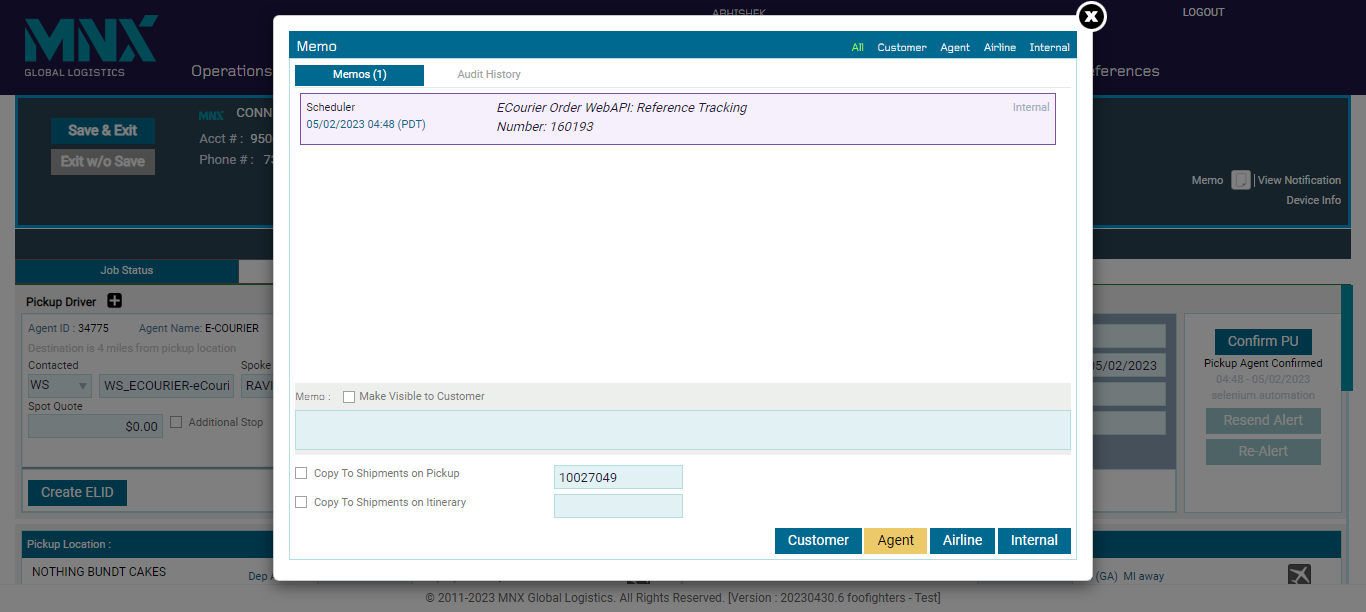 MNX
GLOBAL LOGISTICS
ABHISHEK
LOGOUT
Operations
eferences
Save & Exit
Exit w/o Save
MNX CONN
Acct # : 950
Phone # : 7
Memo | View Notification
Device Info
Job Status
Memo
All Customer Agent Airline Internal
Memos (1) Audit History
Scheduler
05/02/2023 04:48 (PDT)
ECourier Order WebAPI: Reference Tracking
Number: 160193
Internal
Memo : Make Visible to Customer
Copy To Shipments on Pickup 10027049
Copy To Shipments on Itinerary
Customer Agent Airline Internal
Pickup Driver
Agent ID : 34775 Agent Name: E-COURIER
Destination is 4 miles from pickup location
Contacted Spoke
WS WS_ECOURIER-eCouri RAVI
Spot Quote
$0.00 Additional Stop
Create ELID
05/02/2023
Confirm PU
Pickup Agent Confirmed
04:48 - 05/02/2023
selenium.automation
Resend Alert
Re-Alert
Pickup Location :
NOTHING BUNDT CAKES Dep A
(GA) MI away
© 2011-2023 MNX Global Logistics. All Rights Reserved. [Version : 20230430.6 foofighters - Test]